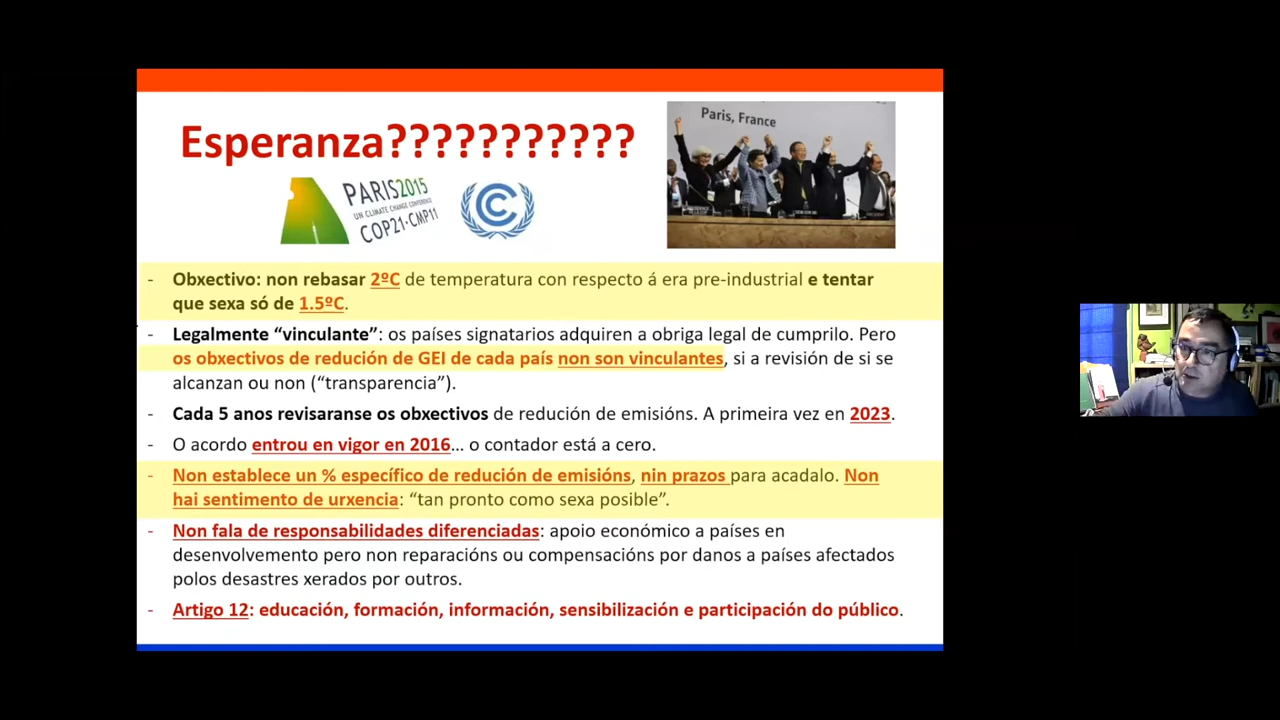 Esperanza???????????
Paris, France
PARIS2015
UN CLIMATE CHANGE CONFERENCE
COP21·CMP11
- Obxectivo: non rebasar 2ºC de temperatura con respecto á era pre-industrial e tentar
que sexa só de 1.5ºC.
- Legalmente “vinculante”: os países signatarios adquiren a obriga legal de cumprilo. Pero
os obxectivos de redución de GEI de cada país non son vinculantes, si a revisión de si se
alcanzan ou non (“transparencia”).
- Cada 5 anos revisaranse os obxectivos de redución de emisións. A primeira vez en 2023.
- O acordo entrou en vigor en 2016... o contador está a cero.
- Non establece un % específico de redución de emisións, nin prazos para acadalo. Non
hai sentimento de urxencia: “tan pronto como sexa posible”.
- Non fala de responsabilidades diferenciadas: apoio económico a países en
desenvolvemento pero non reparacións ou compensacións por danos a países afectados
polos desastres xerados por outros.
- Artigo 12: educación, formación, información, sensibilización e participación do público.